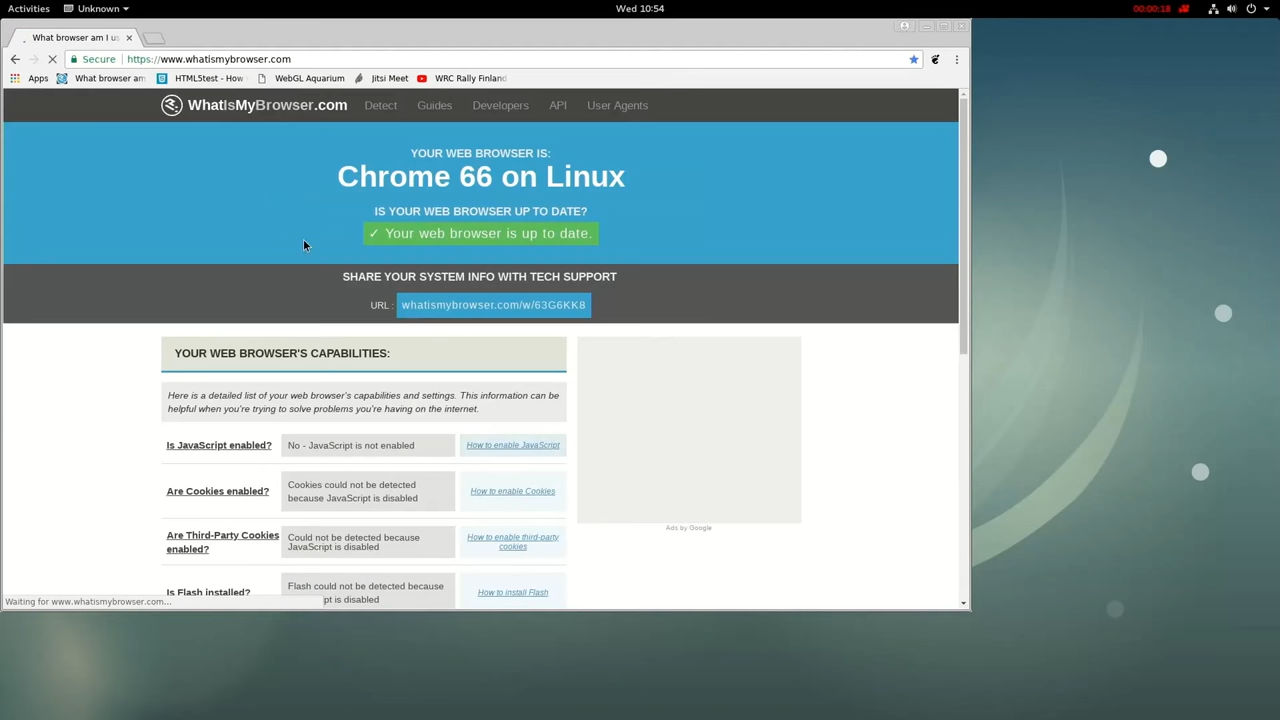 Activities Unknown Wed 10:54 00:00:18
What browser am I us
Secure https://www.whatismybrowser.com
Apps What browser am HTML5test - How WebGL Aquarium Jitsi Meet WRC Rally Finland
WhatIsMyBrowser.com Detect Guides Developers API User Agents
YOUR WEB BROWSER IS:
Chrome 66 on Linux
IS YOUR WEB BROWSER UP TO DATE?
✓ Your web browser is up to date.
SHARE YOUR SYSTEM INFO WITH TECH SUPPORT
URL : whatismybrowser.com/w/63G6KK8
YOUR WEB BROWSER'S CAPABILITIES:
Here is a detailed list of your web browser's capabilities and settings. This information can be
helpful when you're trying to solve problems you're having on the internet.
Is JavaScript enabled? No - JavaScript is not enabled How to enable JavaScript
Are Cookies enabled? Cookies could not be detected
because JavaScript is disabled How to enable Cookies
Are Third-Party Cookies
enabled? Could not be detected because
JavaScript is disabled How to enable third-party
cookies
Is Flash installed? Flash could not be detected because
pt is disabled How to install Flash
Ads by Google
Waiting for www.whatismybrowser.com...